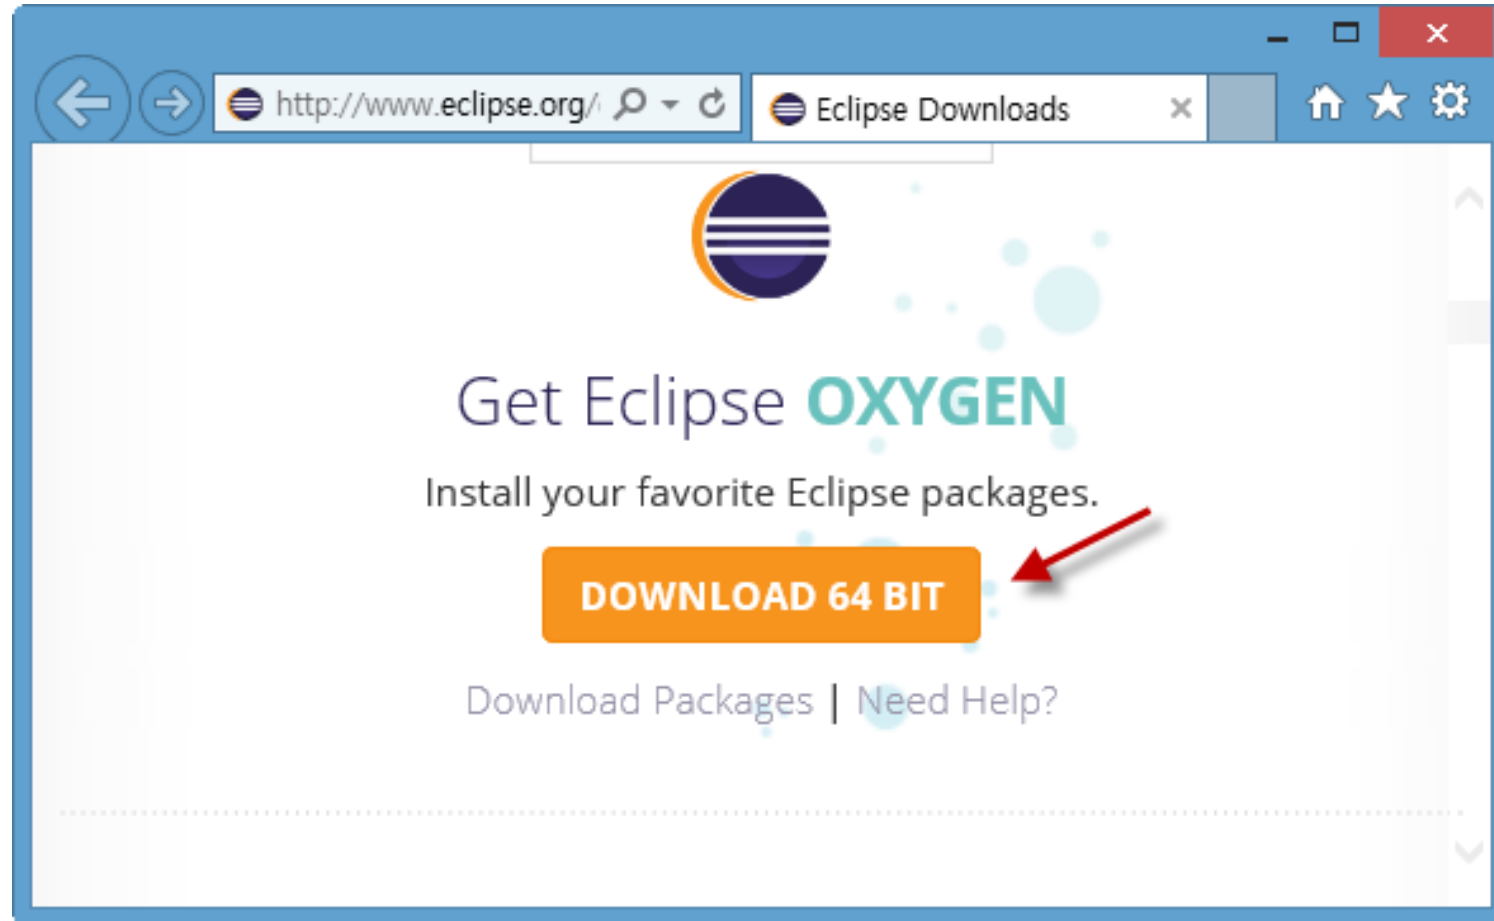 http://www.eclipse.org/
Eclipse Downloads
Get Eclipse OXYGEN
Install your favorite Eclipse packages.
DOWNLOAD 64 BIT
Download Packages | Need Help?